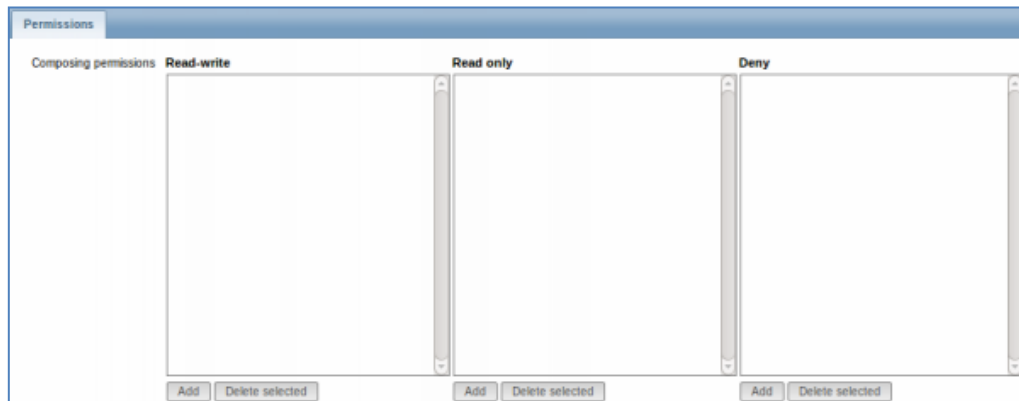 Permissions
Composing permissions Read-write Read only Deny
Add Delete selected Add Delete selected Add Delete selected